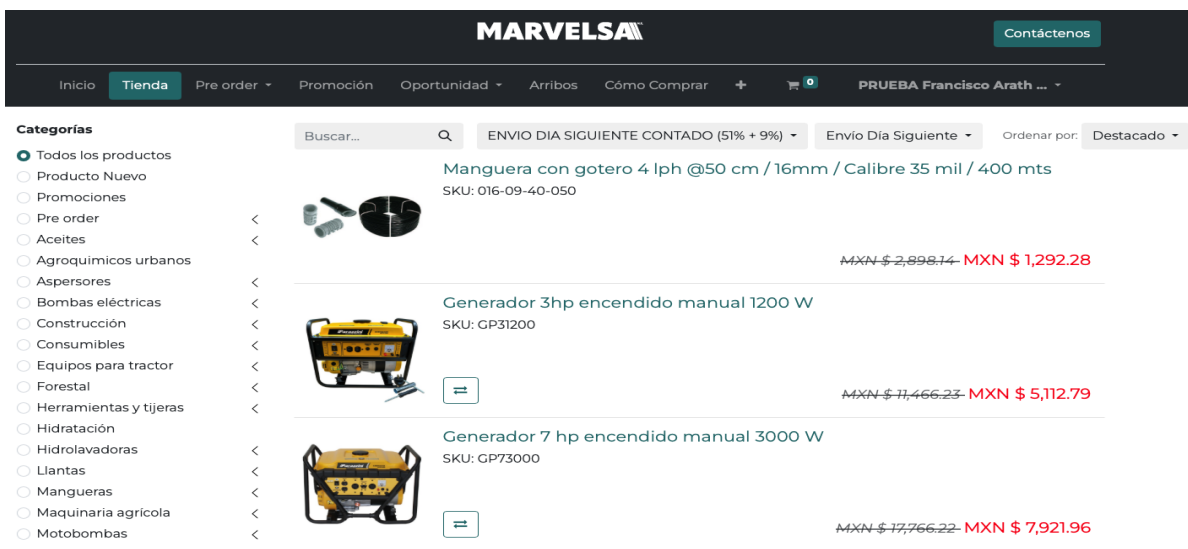 MARVELSA
Contáctenos
Inicio Tienda Pre order Promoción Oportunidad Arribos Cómo Comprar + 0 PRUEBA Francisco Arath ...
Categorías
Todos los productos
Producto Nuevo
Promociones
Pre order
Aceites
Agroquimicos urbanos
Aspersores
Bombas eléctricas
Construcción
Consumibles
Equipos para tractor
Forestal
Herramientas y tijeras
Hidratación
Hidrolavadoras
Llantas
Mangueras
Maquinaria agrícola
Motobombas
Buscar... ENVIO DIA SIGUIENTE CONTADO (51% + 9%) Envío Día Siguiente Ordenar por: Destacado
Manguera con gotero 4 lph @50 cm / 16mm / Calibre 35 mil / 400 mts
SKU: 016-09-40-050
MXN $ 2,898.14 MXN $ 1,292.28
Generador 3hp encendido manual 1200 W
SKU: GP31200
MXN $ 11,466.23 MXN $ 5,112.79
Generador 7 hp encendido manual 3000 W
SKU: GP73000
MXN $ 17,766.22 MXN $ 7,921.96